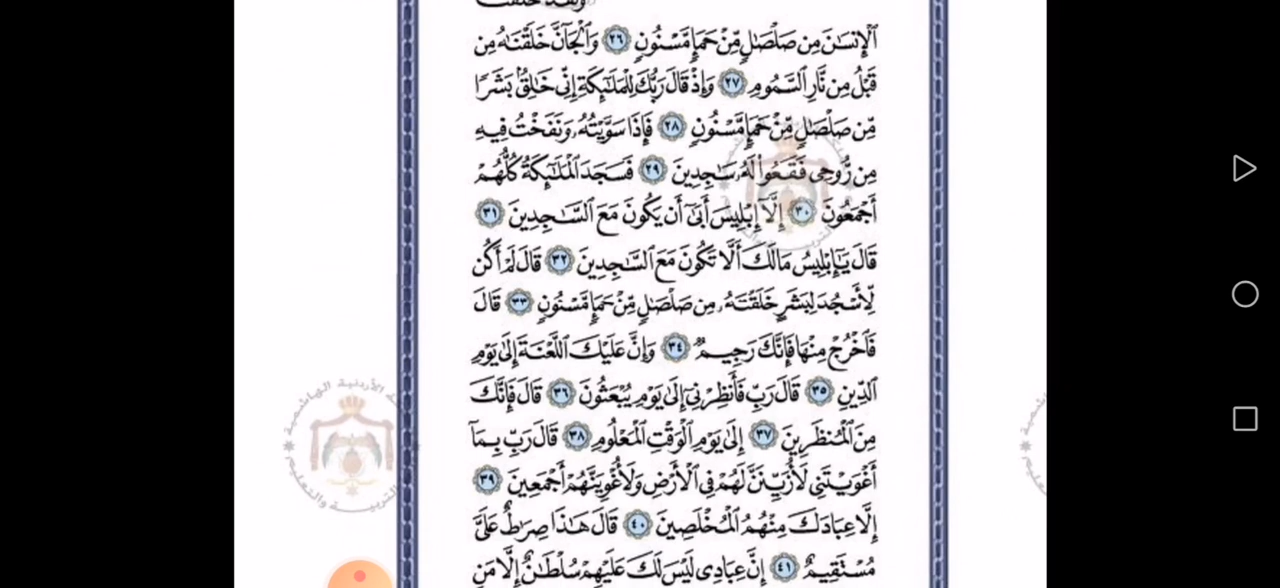 ولقد خلقنا
ٱلْإِنسَـٰنَ مِن صَلْصَـٰلٍ مِّنْ حَمَإٍ مَّسْنُونٍ ٢٦ وَٱلْجَآنَّ خَلَقْنَـٰهُ مِن
قَبْلُ مِن نَّارِ ٱلسَّمُومِ ٢٧ وَإِذْ قَالَ رَبُّكَ لِلْمَلَـٰٓئِكَةِ إِنِّى خَـٰلِقٌۢ بَشَرًا
مِّن صَلْصَـٰلٍ مِّنْ حَمَإٍ مَّسْنُونٍ ٢٨ فَإِذَا سَوَّيْتُهُۥ وَنَفَخْتُ فِيهِ
مِن رُّوحِى فَقَعُوا۟ لَهُۥ سَـٰجِدِينَ ٢٩ فَسَجَدَ ٱلْمَلَـٰٓئِكَةُ كُلُّهُمْ
أَجْمَعُونَ ٣٠ إِلَّآ إِبْلِيسَ أَبَىٰٓ أَن يَكُونَ مَعَ ٱلسَّـٰجِدِينَ ٣١
قَالَ يَـٰٓإِبْلِيسُ مَا لَكَ أَلَّا تَكُونَ مَعَ ٱلسَّـٰجِدِينَ ٣٢ قَالَ لَمْ أَكُن
لِّأَسْجُدَ لِبَشَرٍ خَلَقْتَهُۥ مِن صَلْصَـٰلٍ مِّنْ حَمَإٍ مَّسْنُونٍ ٣٣ قَالَ
فَٱخْرُجْ مِنْهَا فَإِنَّكَ رَجِيمٌ ٣٤ وَإِنَّ عَلَيْكَ ٱللَّعْنَةَ إِلَىٰ يَوْمِ
ٱلدِّينِ ٣٥ قَالَ رَبِّ فَأَنظِرْنِىٓ إِلَىٰ يَوْمِ يُبْعَثُونَ ٣٦ قَالَ فَإِنَّكَ
مِنَ ٱلْمُنظَرِينَ ٣٧ إِلَىٰ يَوْمِ ٱلْوَقْتِ ٱلْمَعْلُومِ ٣٨ قَالَ رَبِّ بِمَآ
أَغْوَيْتَنِى لَأُزَيِّنَنَّ لَهُمْ فِى ٱلْأَرْضِ وَلَأُغْوِيَنَّهُمْ أَجْمَعِينَ ٣٩
إِلَّا عِبَادَكَ مِنْهُمُ ٱلْمُخْلَصِينَ ٤٠ قَالَ هَـٰذَا صِرَٰطٌ عَلَىَّ
مُسْتَقِيمٌ ٤١ إِنَّ عِبَادِى لَيْسَ لَكَ عَلَيْهِمْ سُلْطَـٰنٌ إِلَّا مَنِ